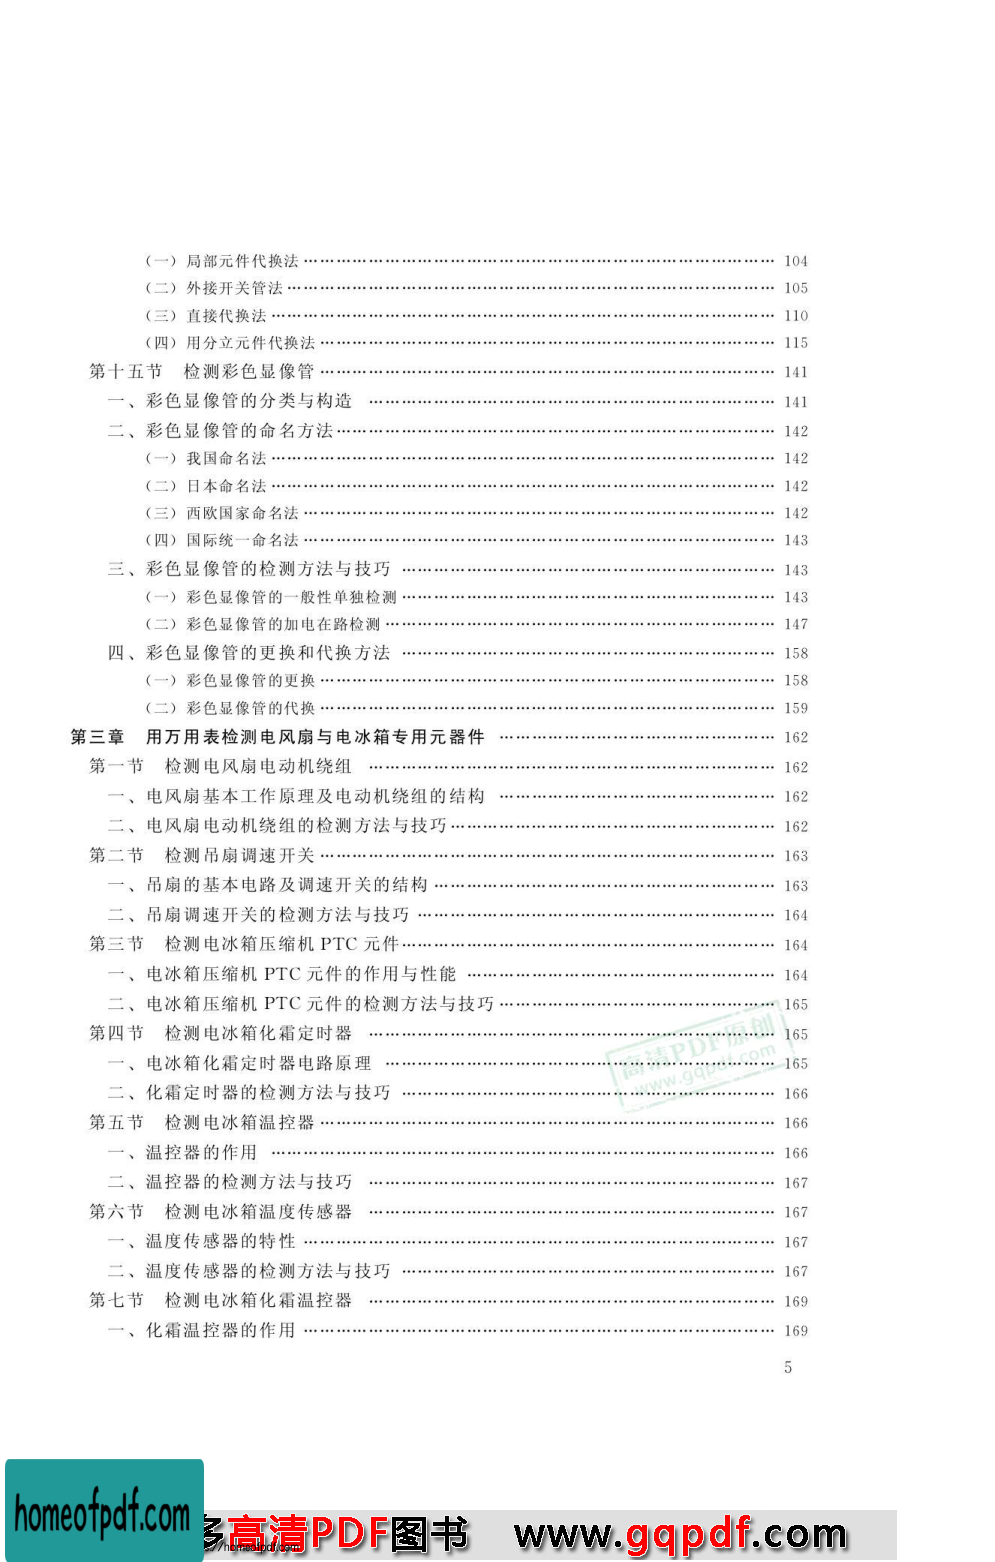 （一）局部元件代换法 …………………………………………………………………… 104
（二）外接开关管法 …………………………………………………………………… 105
（三）直接代换法 …………………………………………………………………… 110
（四）用分立元件代换法 …………………………………………………………………… 115
第十五节　检测彩色显像管 …………………………………………………………………… 141
一、彩色显像管的分类与构造 …………………………………………………………………… 141
二、彩色显像管的命名方法 …………………………………………………………………… 142
（一）我国命名法 …………………………………………………………………… 142
（二）日本命名法 …………………………………………………………………… 142
（三）西欧国家命名法 …………………………………………………………………… 142
（四）国际统一命名法 …………………………………………………………………… 143
三、彩色显像管的检测方法与技巧 …………………………………………………………………… 143
（一）彩色显像管的一般性单独检测 …………………………………………………………………… 143
（二）彩色显像管的加电在路检测 …………………………………………………………………… 147
四、彩色显像管的更换和代换方法 …………………………………………………………………… 158
（一）彩色显像管的更换 …………………………………………………………………… 158
（二）彩色显像管的代换 …………………………………………………………………… 159
第三章　用万用表检测电风扇与电冰箱专用元器件 …………………………………………………… 162
第一节　检测电风扇电动机绕组 …………………………………………………………………… 162
一、电风扇基本工作原理及电动机绕组的结构 …………………………………………………… 162
二、电风扇电动机绕组的检测方法与技巧 …………………………………………………… 162
第二节　检测吊扇调速开关 …………………………………………………………………… 163
一、吊扇的基本电路及调速开关的结构 …………………………………………………… 163
二、吊扇调速开关的检测方法与技巧 …………………………………………………… 164
第三节　检测电冰箱压缩机 PTC 元件 …………………………………………………… 164
一、电冰箱压缩机 PTC 元件的作用与性能 …………………………………………………… 164
二、电冰箱压缩机 PTC 元件的检测方法与技巧 …………………………………………………… 165
第四节　检测电冰箱化霜定时器 …………………………………………………… 165
一、电冰箱化霜定时器电路原理 …………………………………………………… 165
二、化霜定时器的检测方法与技巧 …………………………………………………… 166
第五节　检测电冰箱温控器 …………………………………………………………………… 166
一、温控器的作用 …………………………………………………………………… 166
二、温控器的检测方法与技巧 …………………………………………………………………… 167
第六节　检测电冰箱温度传感器 …………………………………………………………………… 167
一、温度传感器的特性 …………………………………………………………………… 167
二、温度传感器的检测方法与技巧 …………………………………………………………………… 167
第七节　检测电冰箱化霜温控器 …………………………………………………………………… 169
一、化霜温控器的作用 …………………………………………………………………… 169
高清PDF原创
www.gqpdf.com
5
homeofpdf.com
多高清PDF图书　www.gqpdf.com
://homeofpdf.com